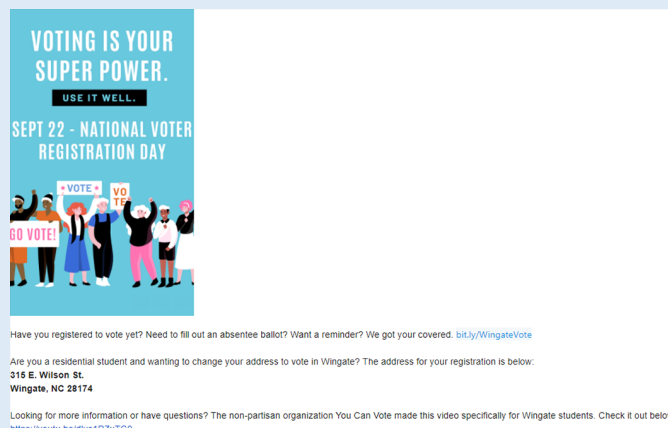 VOTING IS YOUR
SUPER POWER.
USE IT WELL.
SEPT 22 - NATIONAL VOTER
REGISTRATION DAY
VOTE
VO
TE
GO VOTE!
Have you registered to vote yet? Need to fill out an absentee ballot? Want a reminder? We got your covered. bit.ly/WingateVote
Are you a residential student and wanting to change your address to vote in Wingate? The address for your registration is below:
315 E. Wilson St.
Wingate, NC 28174
Looking for more information or have questions? The non-partisan organization You Can Vote made this video specifically for Wingate students. Check it out